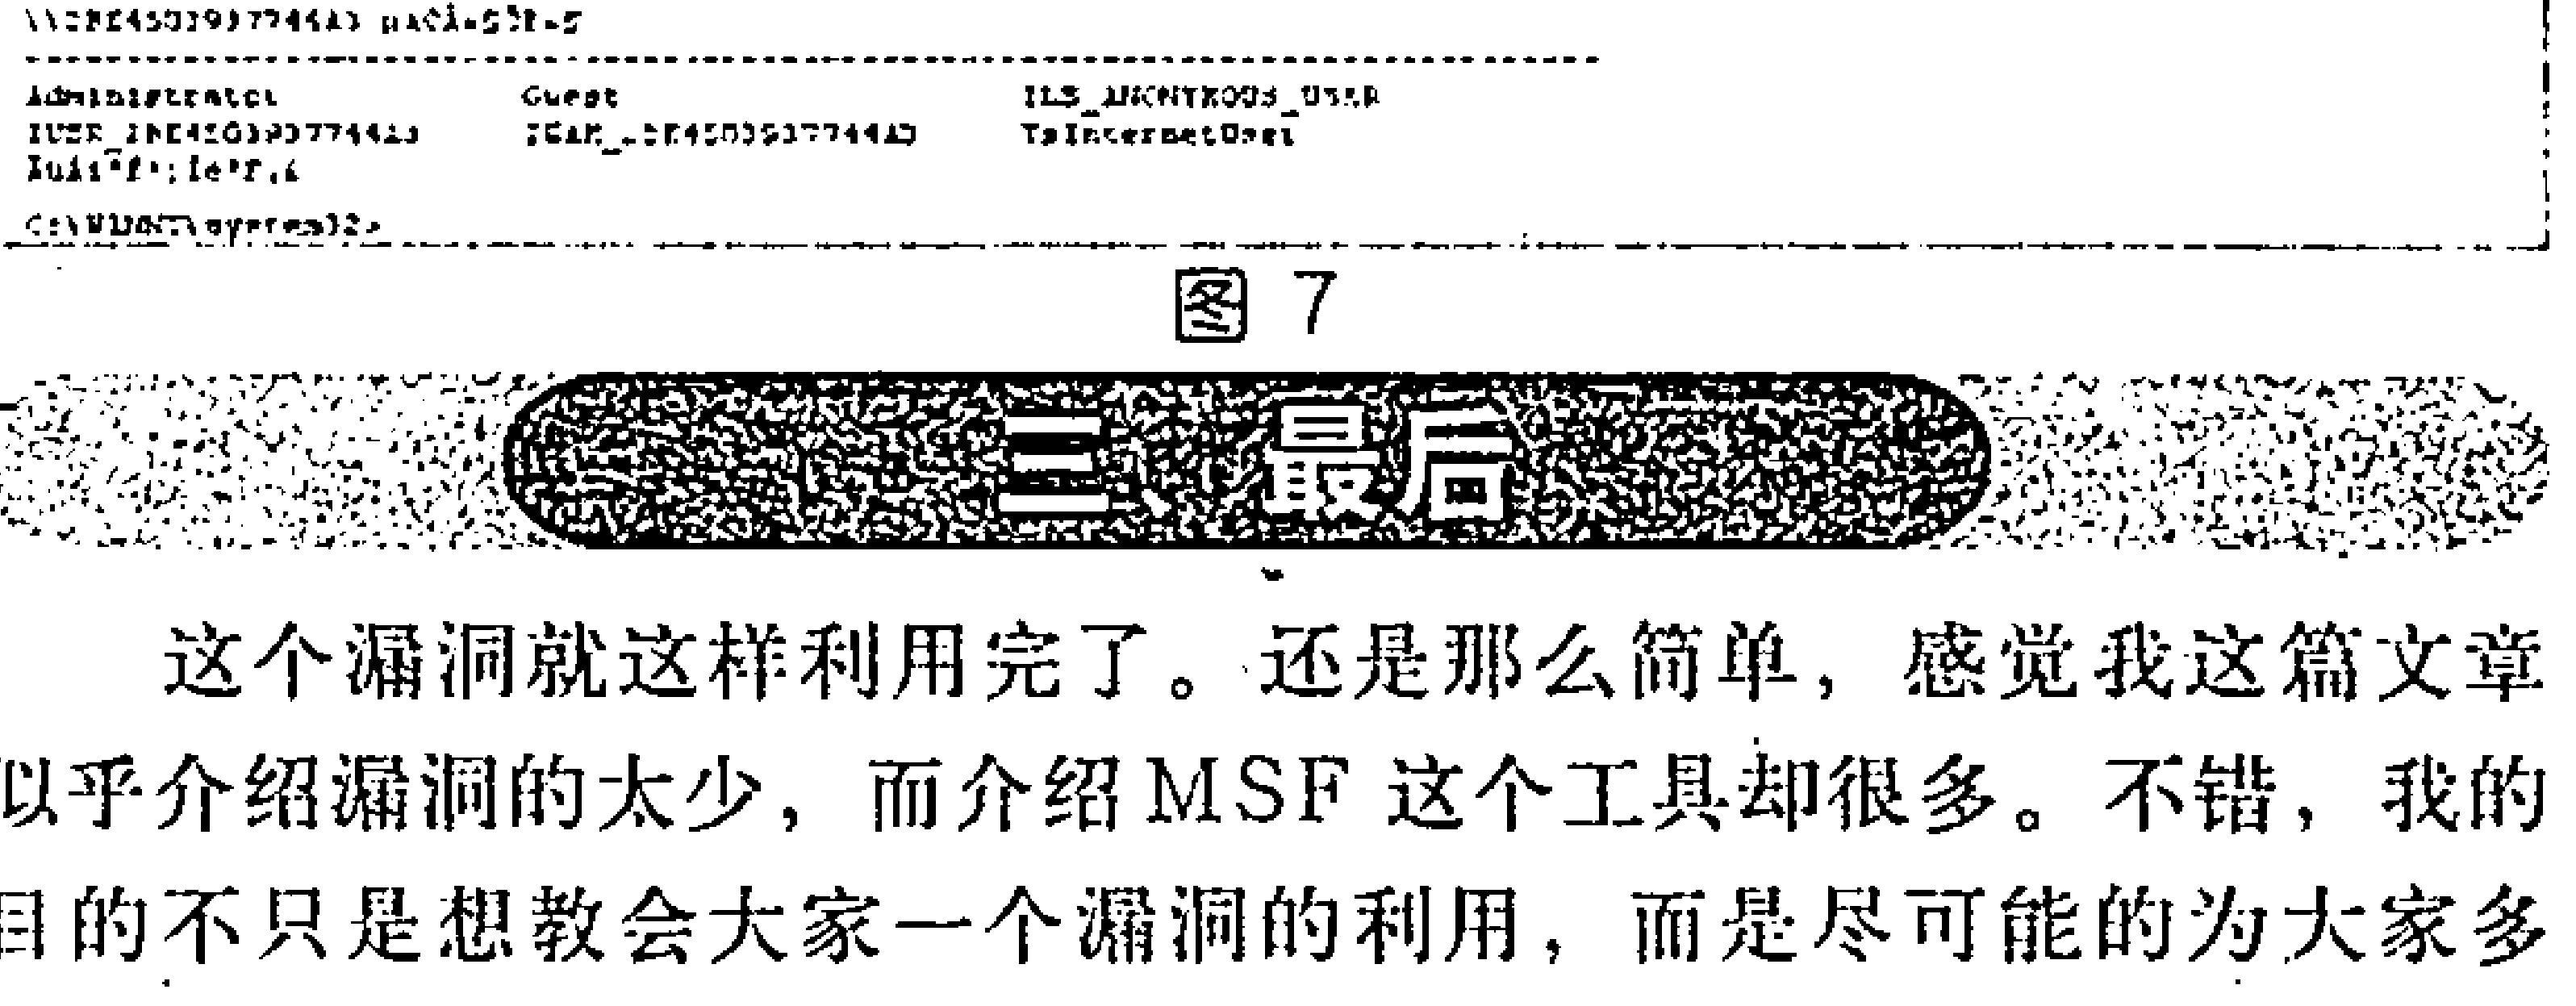 Administrator Guest ILS_ANONYMOUS_USER
TsInternetUser
C:\WINNT\system32>
图 7
三、最后
这个漏洞就这样利用完了。还是那么简单，感觉我这篇文章
似乎介绍漏洞的太少，而介绍MSF 这个工具却很多。不错，我的
目的不只是想教会大家一个漏洞的利用，而是尽可能的为大家多